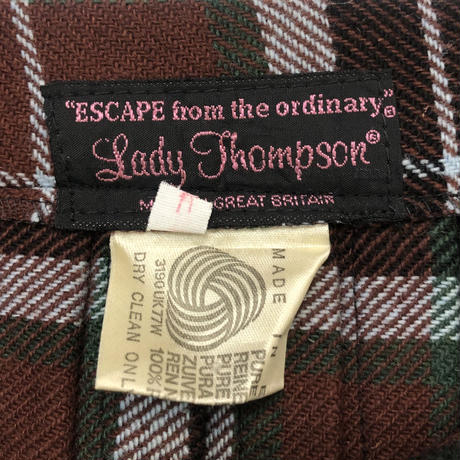 "ESCAPE from the ordinary"®
Lady Thompson®
GREAT BRITAIN
11
MADE IN
3190UK77W
DRY CLEAN ONL
PURE
REINE
PURE
PURA
ZUIVE
REN N
100%